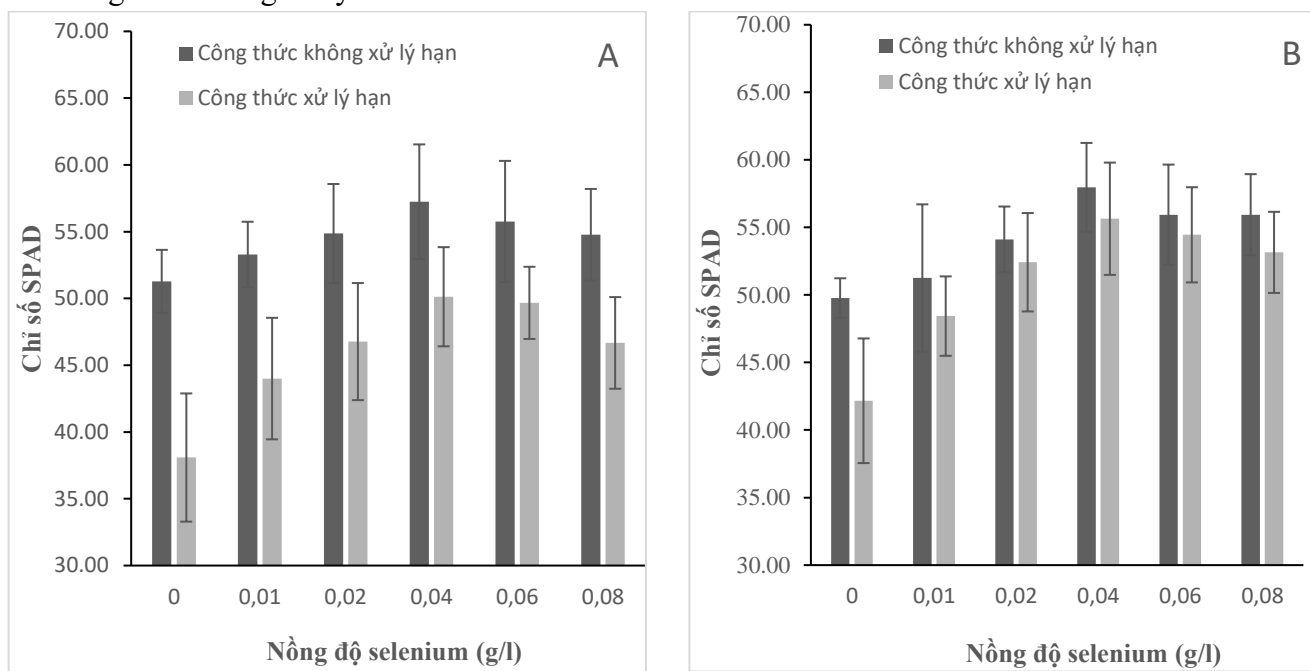 70.00
65.00
60.00
55.00
50.00
45.00
40.00
35.00
30.00
Chỉ số SPAD
Công thức không xử lý hạn
Công thức xử lý hạn
A
0 0,01 0,02 0,04 0,06 0,08
Nồng độ selenium (g/l)
70.00
65.00
60.00
55.00
50.00
45.00
40.00
35.00
30.00
Chỉ số SPAD
Công thức không xử lý hạn
Công thức xử lý hạn
B
0 0,01 0,02 0,04 0,06 0,08
Nồng độ selenium (g/l)